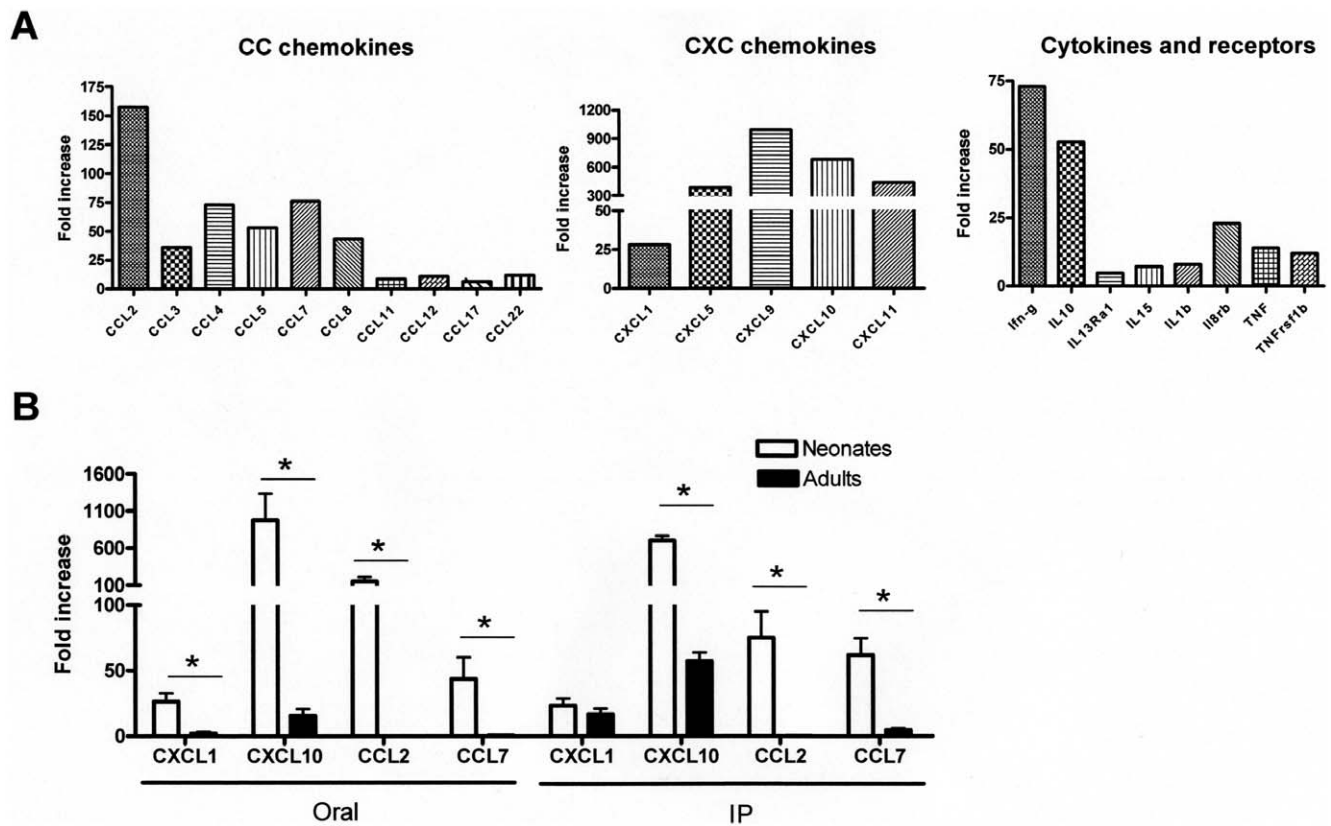 A
CC chemokines
Fold increase
175
150
125
100
75
50
25
0
CCL2 CCL3 CCL4 CCL5 CCL7 CCL8 CCL11 CCL12 CCL17 CCL22
CXC chemokines
Fold increase
1200
900
600
300
50
25
0
CXCL1 CXCL5 CXCL9 CXCL10 CXCL11
Cytokines and receptors
Fold increase
75
50
25
0
Ifn-g IL10 IL13Ra1 IL15 IL1b Il8rb TNF TNFrsf1b
B
Neonates
Adults
Fold increase
1600
1100
600
100
100
50
0
* * * * * * *
CXCL1 CXCL10 CCL2 CCL7 CXCL1 CXCL10 CCL2 CCL7
Oral IP